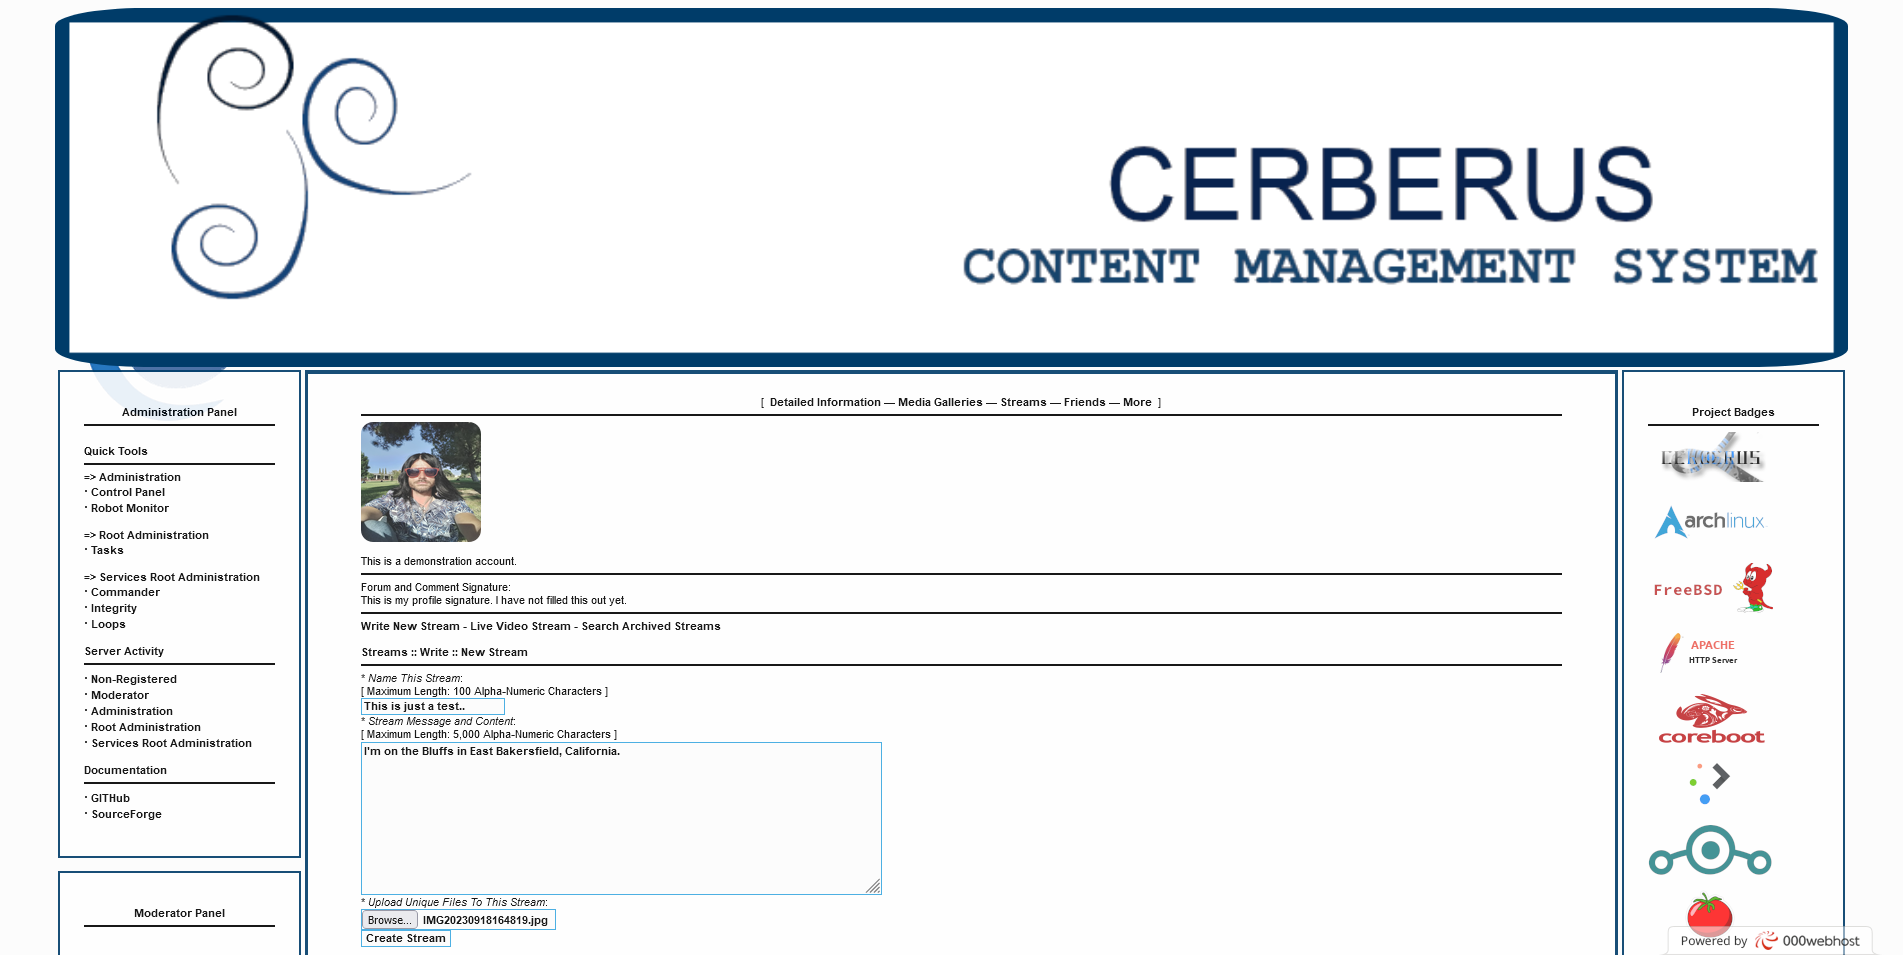 CERBERUS
CONTENT MANAGEMENT SYSTEM
Administration Panel
Quick Tools
=> Administration
· Control Panel
· Robot Monitor
=> Root Administration
· Tasks
=> Services Root Administration
· Commander
· Integrity
· Loops
Server Activity
· Non-Registered
· Moderator
· Administration
· Root Administration
· Services Root Administration
Documentation
· GITHub
· SourceForge
Moderator Panel
[ Detailed Information — Media Galleries — Streams — Friends — More ]
This is a demonstration account.
Forum and Comment Signature:
This is my profile signature. I have not filled this out yet.
Write New Stream - Live Video Stream - Search Archived Streams
Streams :: Write :: New Stream
* Name This Stream:
[ Maximum Length: 100 Alpha-Numeric Characters ]
This is just a test..
* Stream Message and Content:
[ Maximum Length: 5,000 Alpha-Numeric Characters ]
I'm on the Bluffs in East Bakersfield, California.
* Upload Unique Files To This Stream:
Browse... IMG20230918164819.jpg
Create Stream
Project Badges
CERBERUS
archlinux
FreeBSD
APACHE
HTTP Server
coreboot
Powered by 000webhost